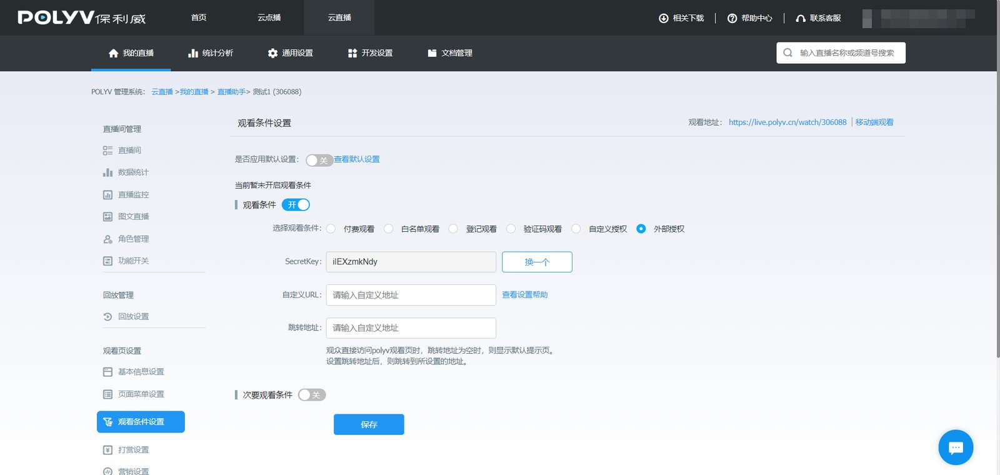 POLYV保利威
首页
云点播
云直播
相关下载
帮助中心
联系客服
我的直播
统计分析
通用设置
开发设置
文档管理
输入直播名称或频道号搜索
POLYV 管理系统： 云直播 >我的直播 > 直播助手> 测试1 (306088)
直播间管理
直播间
数据统计
直播监控
图文直播
角色管理
功能开关
回放管理
回放设置
观看页设置
基本信息设置
页面菜单设置
观看条件设置
打赏设置
营销设置
观看条件设置
观看地址： https://live.polyv.cn/watch/306088 | 移动端观看
是否应用默认设置： 关 查看默认设置
当前暂未开启观看条件
观看条件 开
选择观看条件： 付费观看 白名单观看 登记观看 验证码观看 自定义授权 外部授权
SecretKey： ilEXzmkNdy 换一个
自定义URL： 请输入自定义地址 查看设置帮助
跳转地址： 请输入自定义地址
观众直接访问polyv观看页时，跳转地址为空时，则显示默认提示页。
设置跳转地址后，则跳转到所设置的地址。
次要观看条件 关
保存